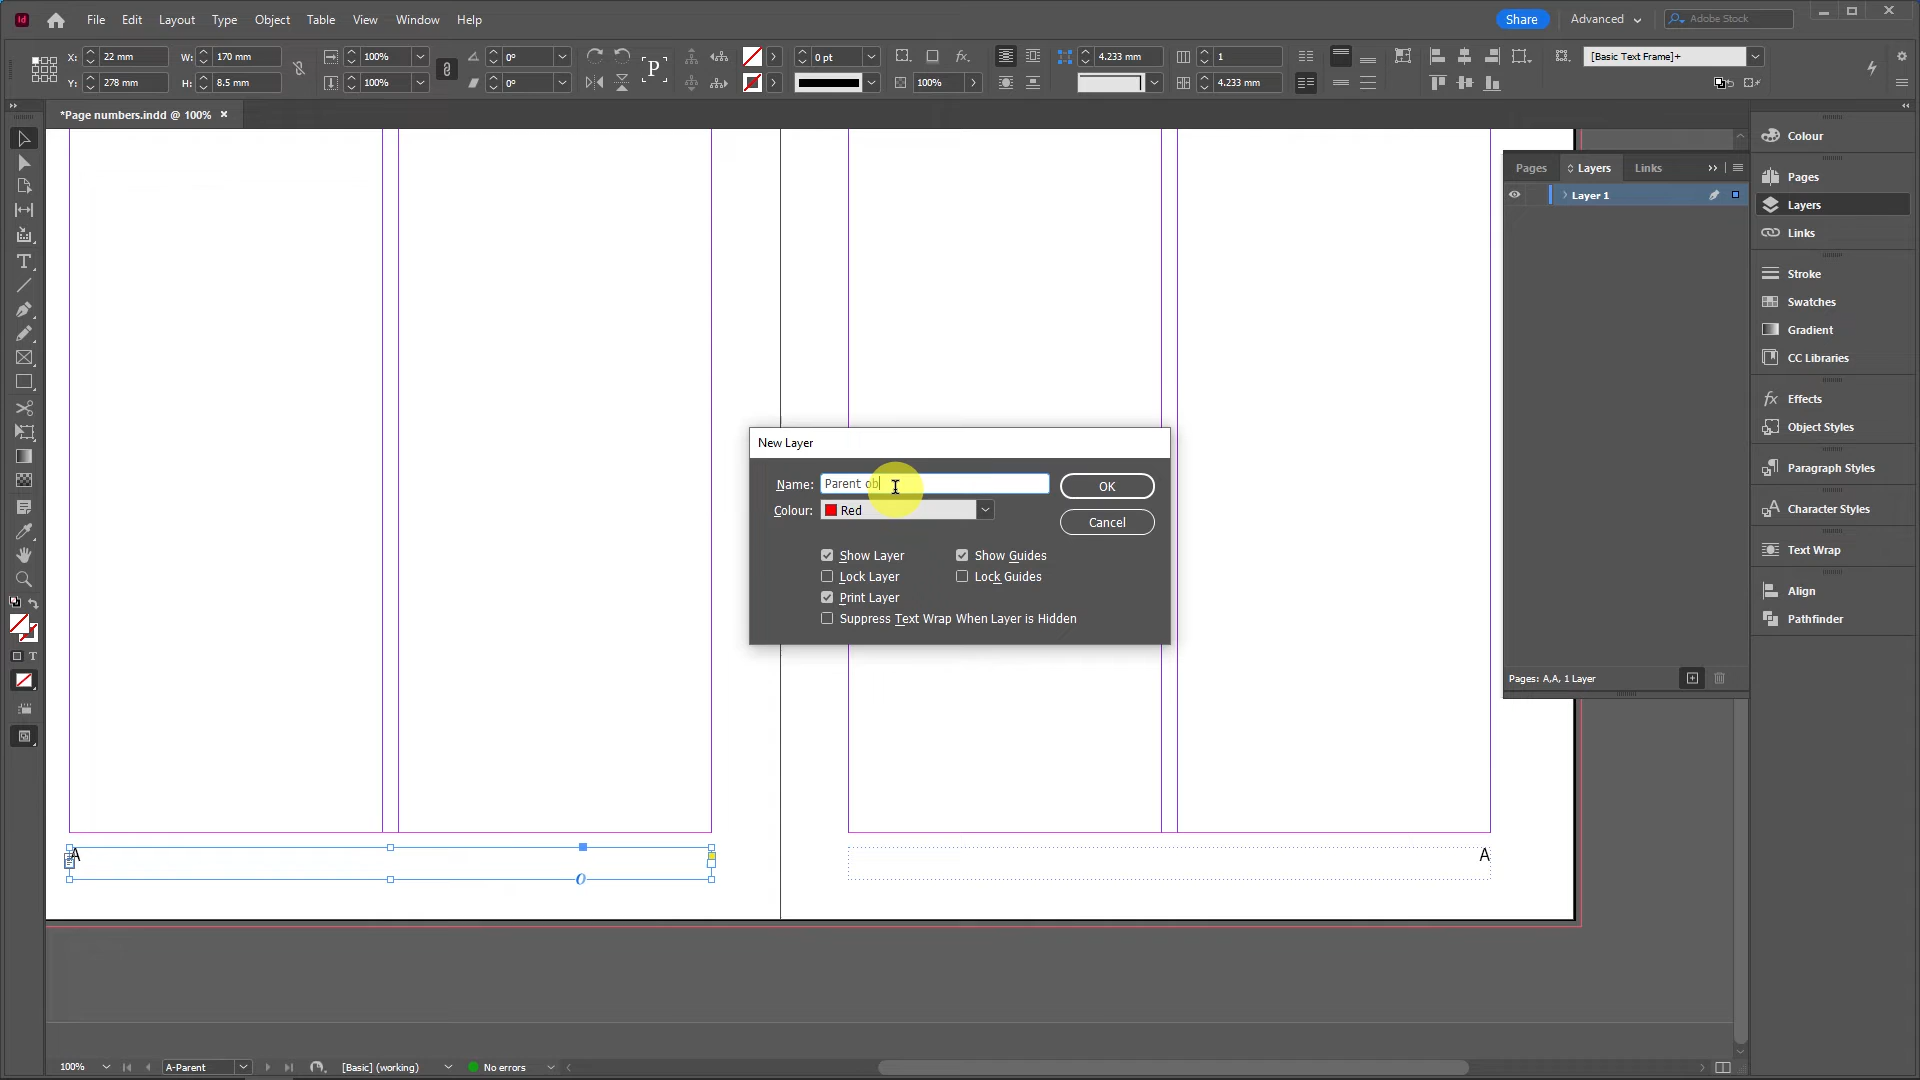 Id File Edit Layout Type Object Table View Window Help Share Advanced Adobe Stock
X: 22 mm W: 170 mm 100% 0° P 0 pt fx 4.233 mm 1 [Basic Text Frame]+
Y: 278 mm H: 8.5 mm 100% 0° 100% 4.233 mm
*Page numbers.indd @ 100% ×
Colour
Pages Layers Links
Pages
Layer 1
Layers
Links
Stroke
Swatches
Gradient
CC Libraries
fx Effects
Object Styles
New Layer
Paragraph Styles
Name: Parent ob OK
Colour: Red
Character Styles
Cancel
Text Wrap
Show Layer Show Guides
Lock Layer Lock Guides
Align
Print Layer
Suppress Text Wrap When Layer is Hidden
Pathfinder
T
Pages: A,A, 1 Layer
A A
100% A-Parent [Basic] (working) No errors